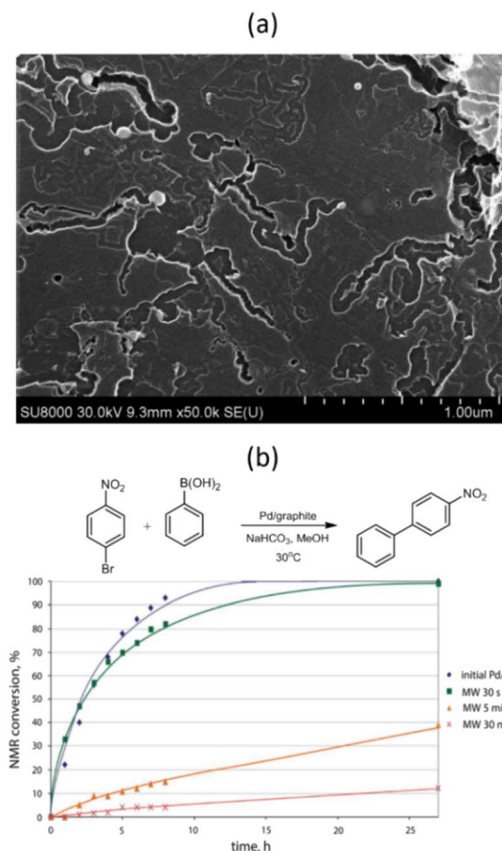 (a)
SU8000 30.0kV 9.3mm x50.0k SE(U) 1.00um
(b)
NO₂ B(OH)₂ NO₂
+ Pd/graphite
NaHCO₃, MeOH
Br 30°C
NMR conversion, %
100
90
80
70
60
50
40
30
20
10
0
0 5 10 15 20 25
time, h
initial Pd/
MW 30 s
MW 5 mi
MW 30 m